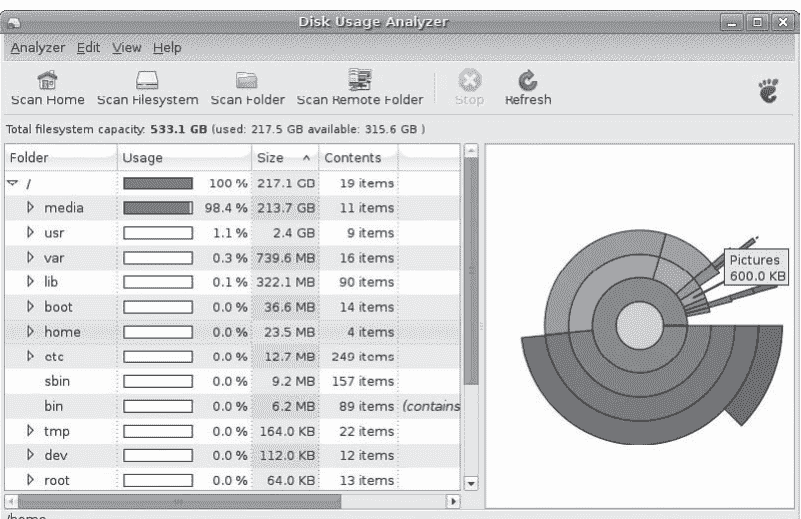 Disk Usage Analyzer
Analyzer Edit View Help
Scan Home Scan Filesystem Scan Folder Scan Remote Folder Stop Refresh
Total filesystem capacity: 533.1 GB (used: 217.5 GB available: 315.6 GB )
Folder Usage Size Contents
/ 100 % 217.1 GB 19 items
media 98.4 % 213.7 GB 11 items
usr 1.1 % 2.4 GB 9 items
var 0.3 % 739.6 MB 16 items
lib 0.1 % 322.1 MB 90 items
boot 0.0 % 36.6 MB 14 items
home 0.0 % 23.5 MB 4 items
etc 0.0 % 12.7 MB 249 items
sbin 0.0 % 9.2 MB 157 items
bin 0.0 % 6.2 MB 89 items (contains
tmp 0.0 % 164.0 KB 22 items
dev 0.0 % 112.0 KB 12 items
root 0.0 % 64.0 KB 13 items
Pictures
600.0 KB
/home